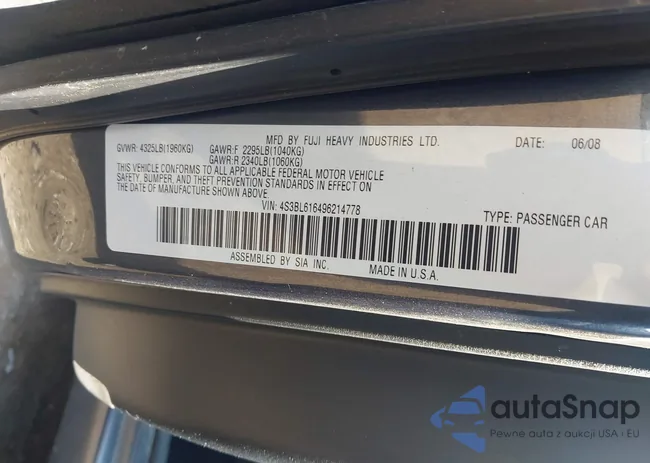 MFD BY FUJI HEAVY INDUSTRIES LTD. DATE: 06/08
GVWR: 4325LB(1960KG) GAWR:F 2295LB(1040KG)
GAWR:R 2340LB(1060KG)
THIS VEHICLE CONFORMS TO ALL APPLICABLE FEDERAL MOTOR VEHICLE
SAFETY, BUMPER, AND THEFT PREVENTION STANDARDS IN EFFECT ON
THE DATE OF MANUFACTURE SHOWN ABOVE.
VIN: 4S3BL616496214778 TYPE: PASSENGER CAR
ASSEMBLED BY SIA INC. MADE IN U.S.A.
autaSnap
Pewne auta z aukcji USA i EU